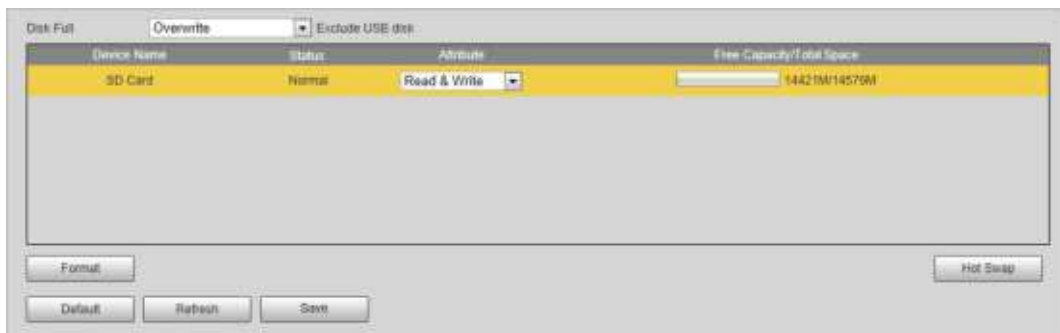 Disk Full Overwrite Exclude USB disk
Device Name Status Attribute Free Capacity/Total Space
SD Card Normal Read & Write 14421M/14576M
Format Hot Swap
Default Refresh Save